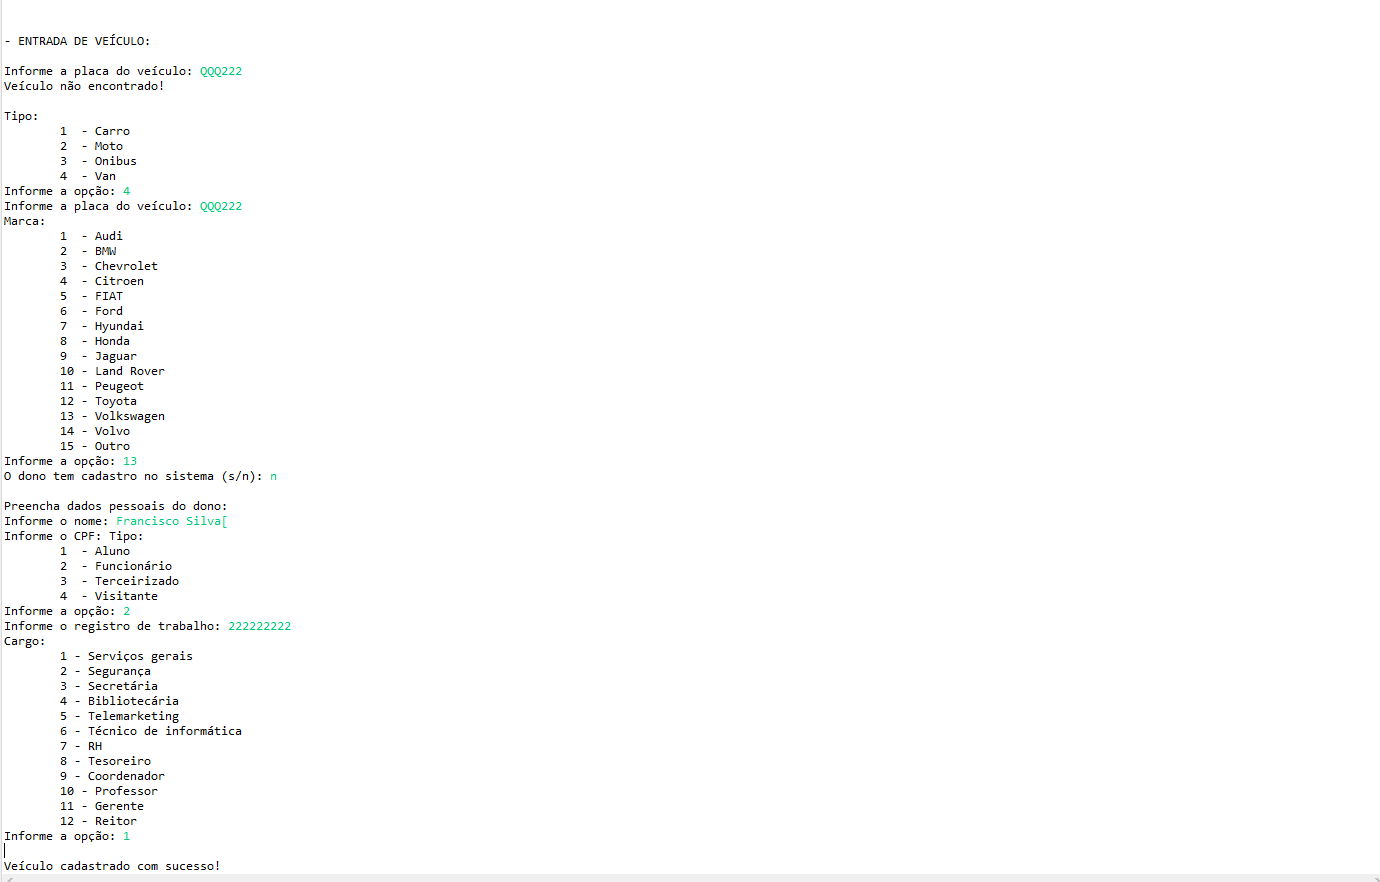 - ENTRADA DE VEÍCULO:
Informe a placa do veículo: QQQ222
Veículo não encontrado!
Tipo:
1 - Carro
2 - Moto
3 - Onibus
4 - Van
Informe a opção: 4
Informe a placa do veículo: QQQ222
Marca:
1 - Audi
2 - BMW
3 - Chevrolet
4 - Citroen
5 - FIAT
6 - Ford
7 - Hyundai
8 - Honda
9 - Jaguar
10 - Land Rover
11 - Peugeot
12 - Toyota
13 - Volkswagen
14 - Volvo
15 - Outro
Informe a opção: 13
O dono tem cadastro no sistema (s/n): n
Preencha dados pessoais do dono:
Informe o nome: Francisco Silva[
Informe o CPF: Tipo:
1 - Aluno
2 - Funcionário
3 - Terceirizado
4 - Visitante
Informe a opção: 2
Informe o registro de trabalho: 222222222
Cargo:
1 - Serviços gerais
2 - Segurança
3 - Secretária
4 - Bibliotecária
5 - Telemarketing
6 - Técnico de informática
7 - RH
8 - Tesoreiro
9 - Coordenador
10 - Professor
11 - Gerente
12 - Reitor
Informe a opção: 1
Veículo cadastrado com sucesso!